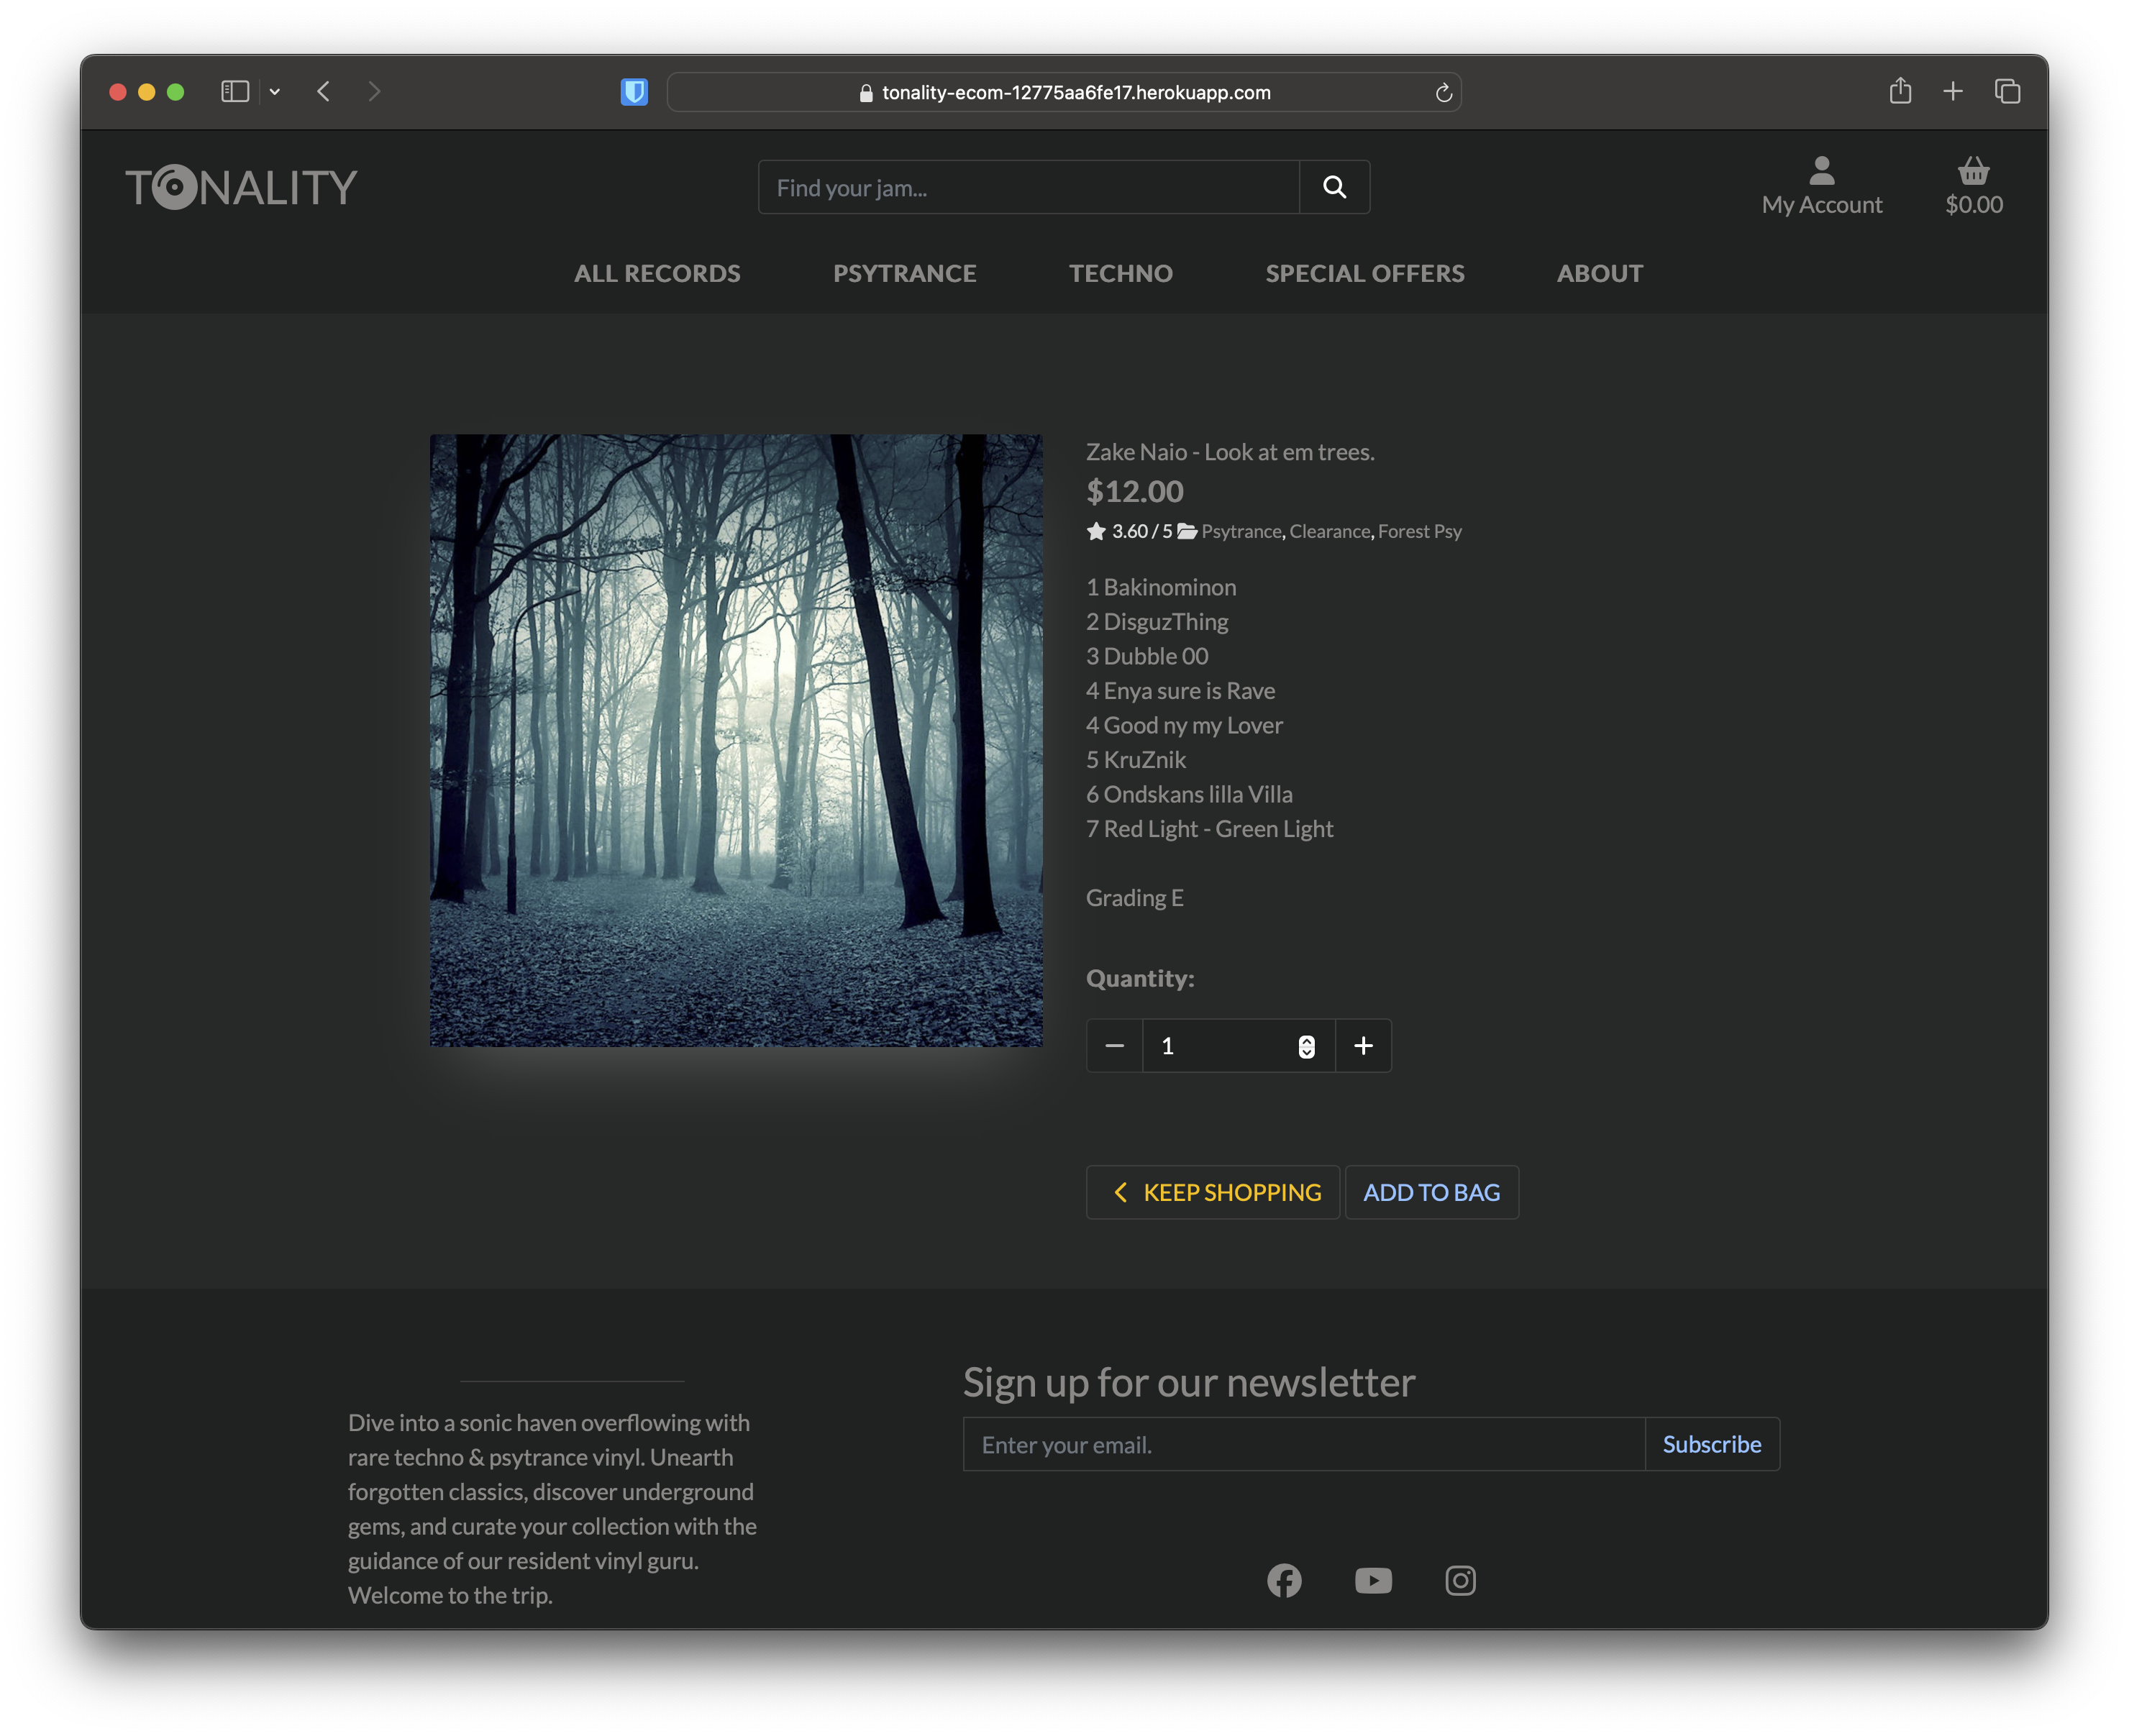 tonality-ecom-12775aa6fe17.herokuapp.com
TONALITY
Find your jam...
My Account
$0.00
ALL RECORDS PSYTRANCE TECHNO SPECIAL OFFERS ABOUT
Zake Naio - Look at em trees.
$12.00
3.60 / 5 Psytrance, Clearance, Forest Psy
1 Bakinominon
2 DisguzThing
3 Dubble 00
4 Enya sure is Rave
4 Good ny my Lover
5 KruZnik
6 Ondskans lilla Villa
7 Red Light - Green Light
Grading E
Quantity:
1
KEEP SHOPPING ADD TO BAG
Dive into a sonic haven overflowing with
rare techno & psytrance vinyl. Unearth
forgotten classics, discover underground
gems, and curate your collection with the
guidance of our resident vinyl guru.
Welcome to the trip.
Sign up for our newsletter
Enter your email. Subscribe